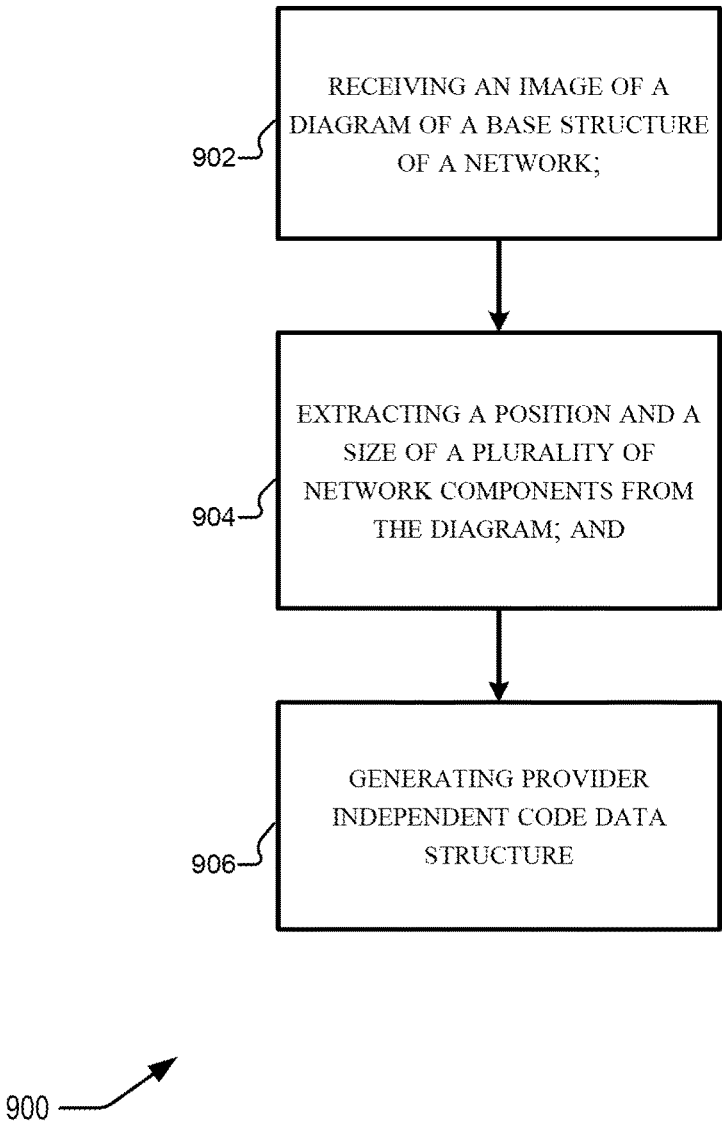 RECEIVING AN IMAGE OF A
DIAGRAM OF A BASE STRUCTURE
OF A NETWORK;
902
EXTRACTING A POSITION AND A
SIZE OF A PLURALITY OF
NETWORK COMPONENTS FROM
THE DIAGRAM; AND
904
GENERATING PROVIDER
INDEPENDENT CODE DATA
STRUCTURE
906
900